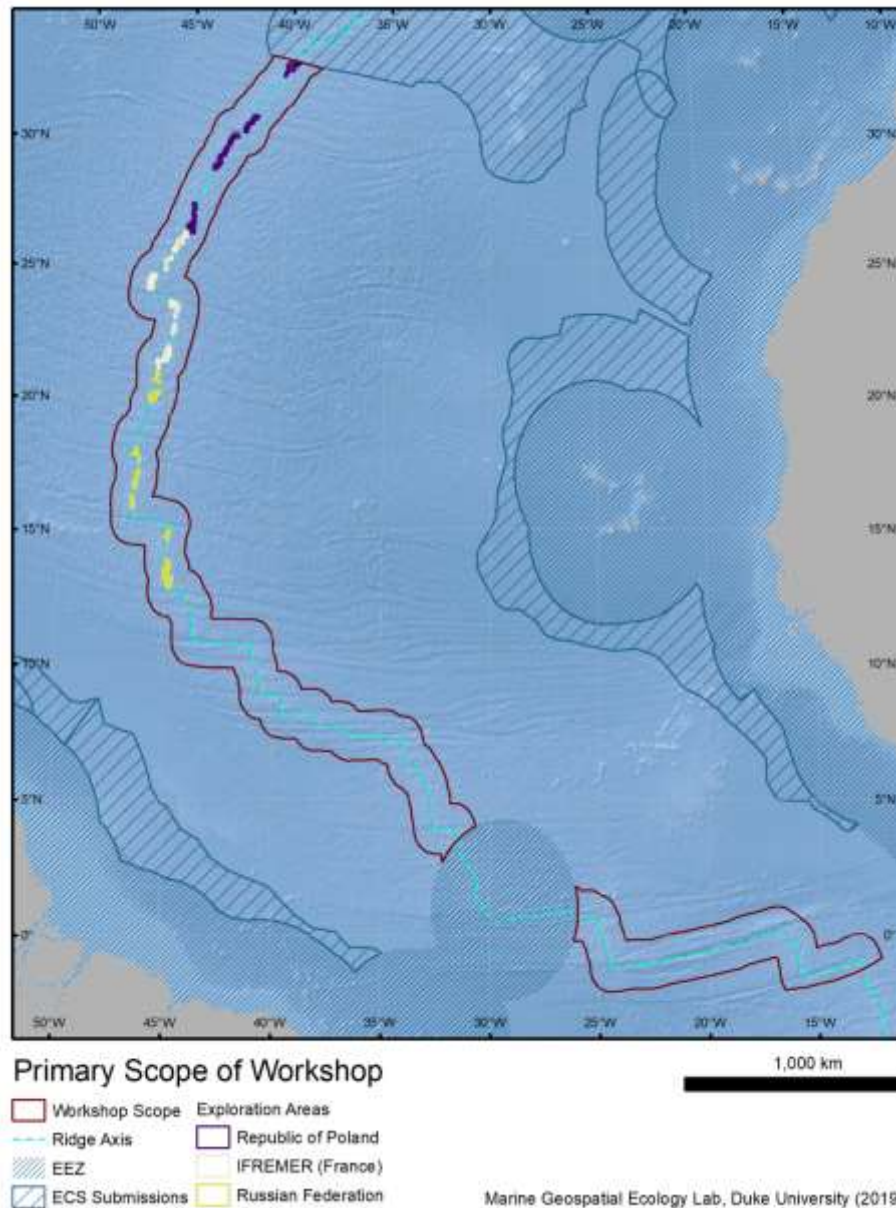 50°W 45°W 40°W 35°W 30°W 25°W 20°W 15°W 10°W
30°N 30°N
25°N 25°N
20°N 20°N
15°N 15°N
10°N 10°N
5°N 5°N
0° 0°
50°W 45°W 40°W 35°W 30°W 25°W 20°W 15°W
Primary Scope of Workshop
1,000 km
Workshop Scope Exploration Areas
Ridge Axis Republic of Poland
EEZ IFREMER (France)
ECS Submissions Russian Federation
Marine Geospatial Ecology Lab, Duke University (2019